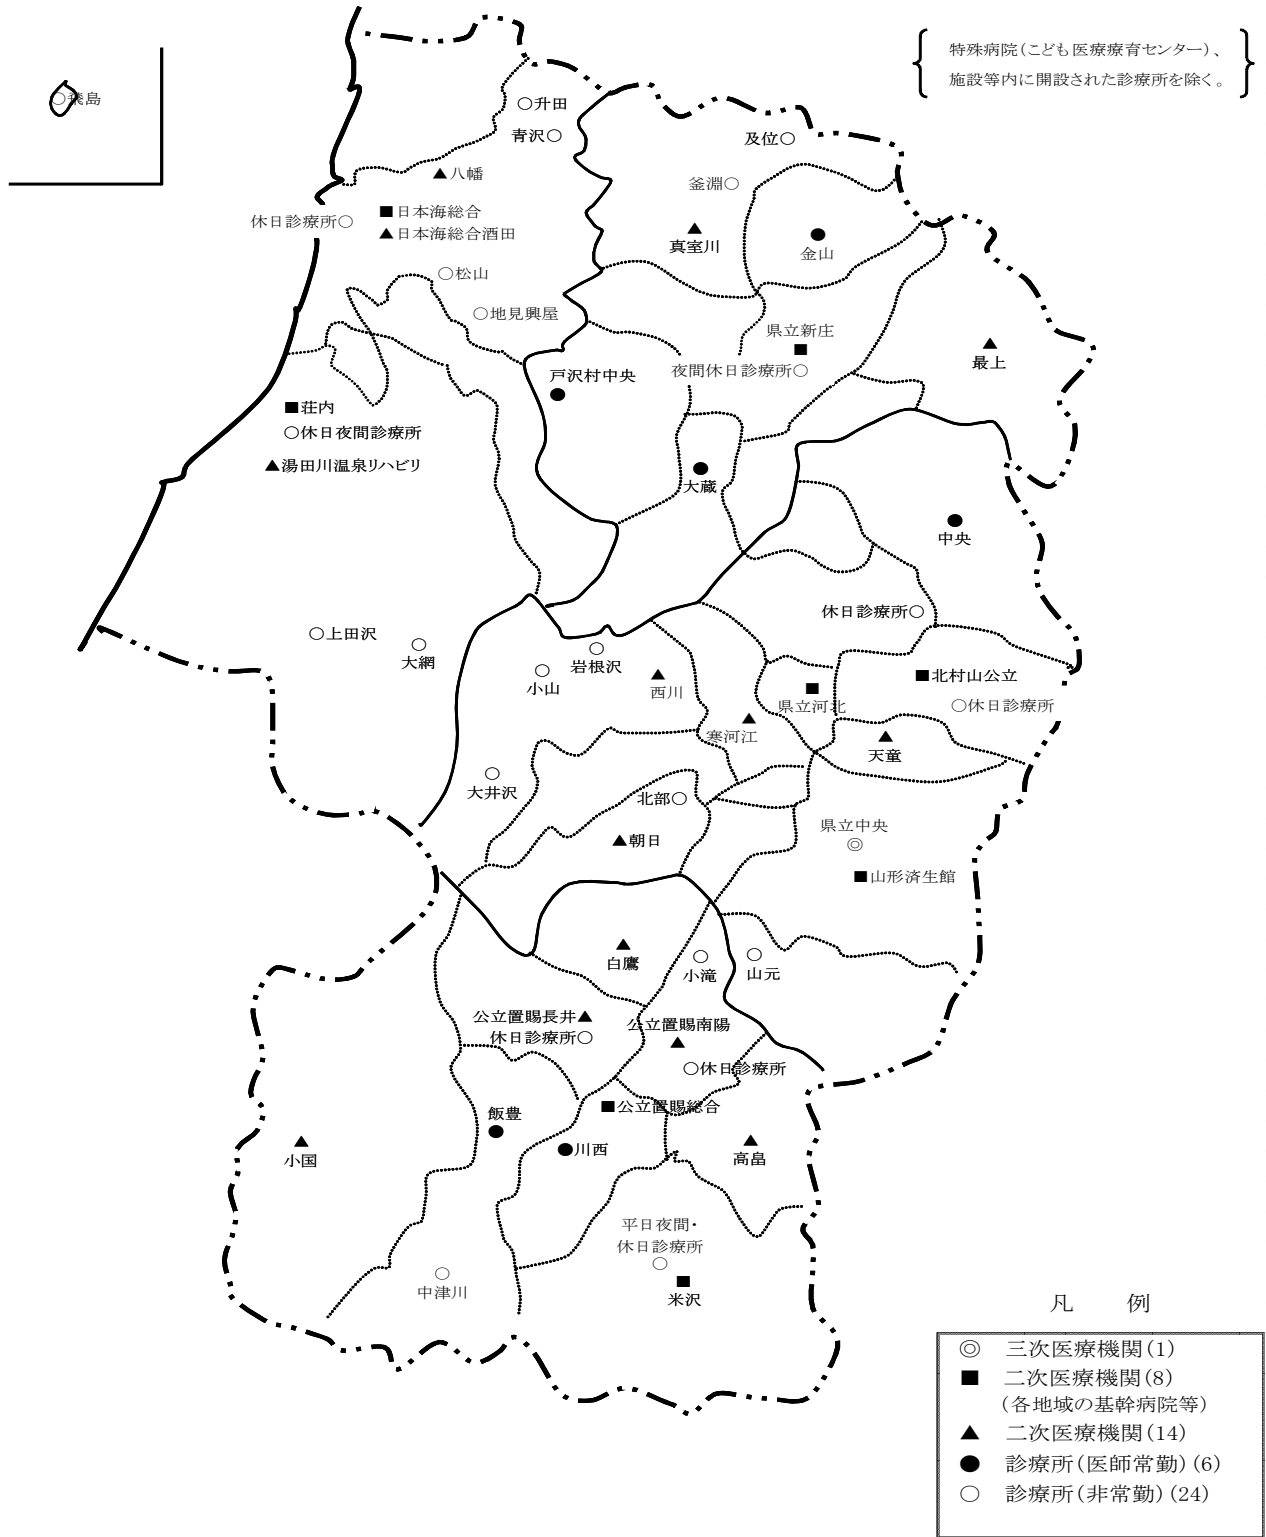 特殊病院(こども医療療育センター)、
施設等内に開設された診療所を除く。
○飛島
○升田
青沢○
及位○
▲八幡
釜淵○
休日診療所○
■日本海総合
▲日本海総合酒田
▲
真室川
●
金山
○松山
○地見興屋
県立新庄
■
夜間休日診療所○
▲
最上
戸沢村中央
●
■荘内
○休日夜間診療所
▲湯田川温泉リハビリ
●
大蔵
●
中央
休日診療所○
○上田沢
○
大網
○
岩根沢
○
小山
▲
西川
■
県立河北
■北村山公立
○休日診療所
▲
寒河江
▲
天童
○
大井沢
北部○
▲朝日
県立中央
◎
■山形済生館
▲
白鷹
○
小滝
○
山元
公立置賜長井▲
休日診療所○
公立置賜南陽
▲
○休日診療所
■公立置賜総合
飯豊
●
●川西
▲
高畠
▲
小国
平日夜間・
休日診療所
○
■
米沢
○
中津川
凡　例
◎ 三次医療機関(1)
■ 二次医療機関(8)
(各地域の基幹病院等)
▲ 二次医療機関(14)
● 診療所(医師常勤)(6)
○ 診療所(非常勤)(24)